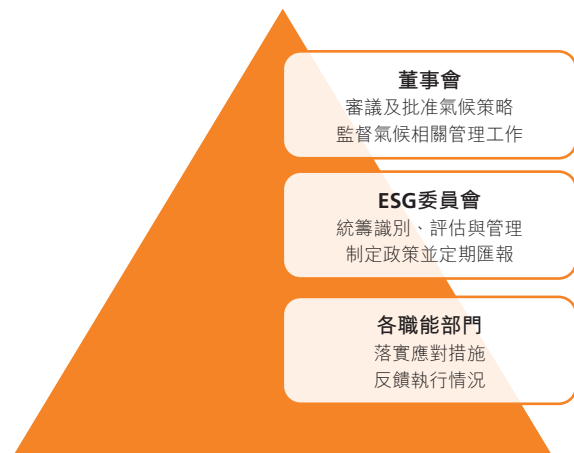 董事會
審議及批准氣候策略
監督氣候相關管理工作
ESG委員會
統籌識別、評估與管理
制定政策並定期匯報
各職能部門
落實應對措施
反饋執行情況